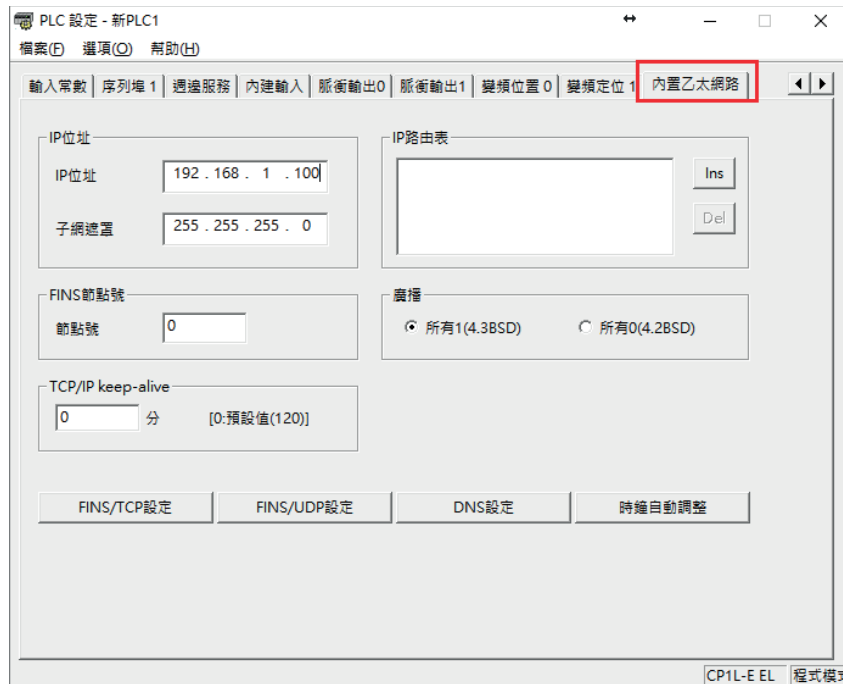 PLC 設定 - 新PLC1
檔案(F) 選項(O) 幫助(H)
輸入常數 序列埠 1 週邊服務 內建輸入 脈衝輸出0 脈衝輸出1 變頻位置 0 變頻定位 1 內置乙太網路
IP位址
IP位址 192 . 168 . 1 . 100
子網遮罩 255 . 255 . 255 . 0
IP路由表
Ins
Del
FINS節點號
節點號 0
廣播
所有1(4.3BSD) 所有0(4.2BSD)
TCP/IP keep-alive
0 分 [0:預設值(120)]
FINS/TCP設定 FINS/UDP設定 DNS設定 時鐘自動調整
CP1L-E EL 程式模式